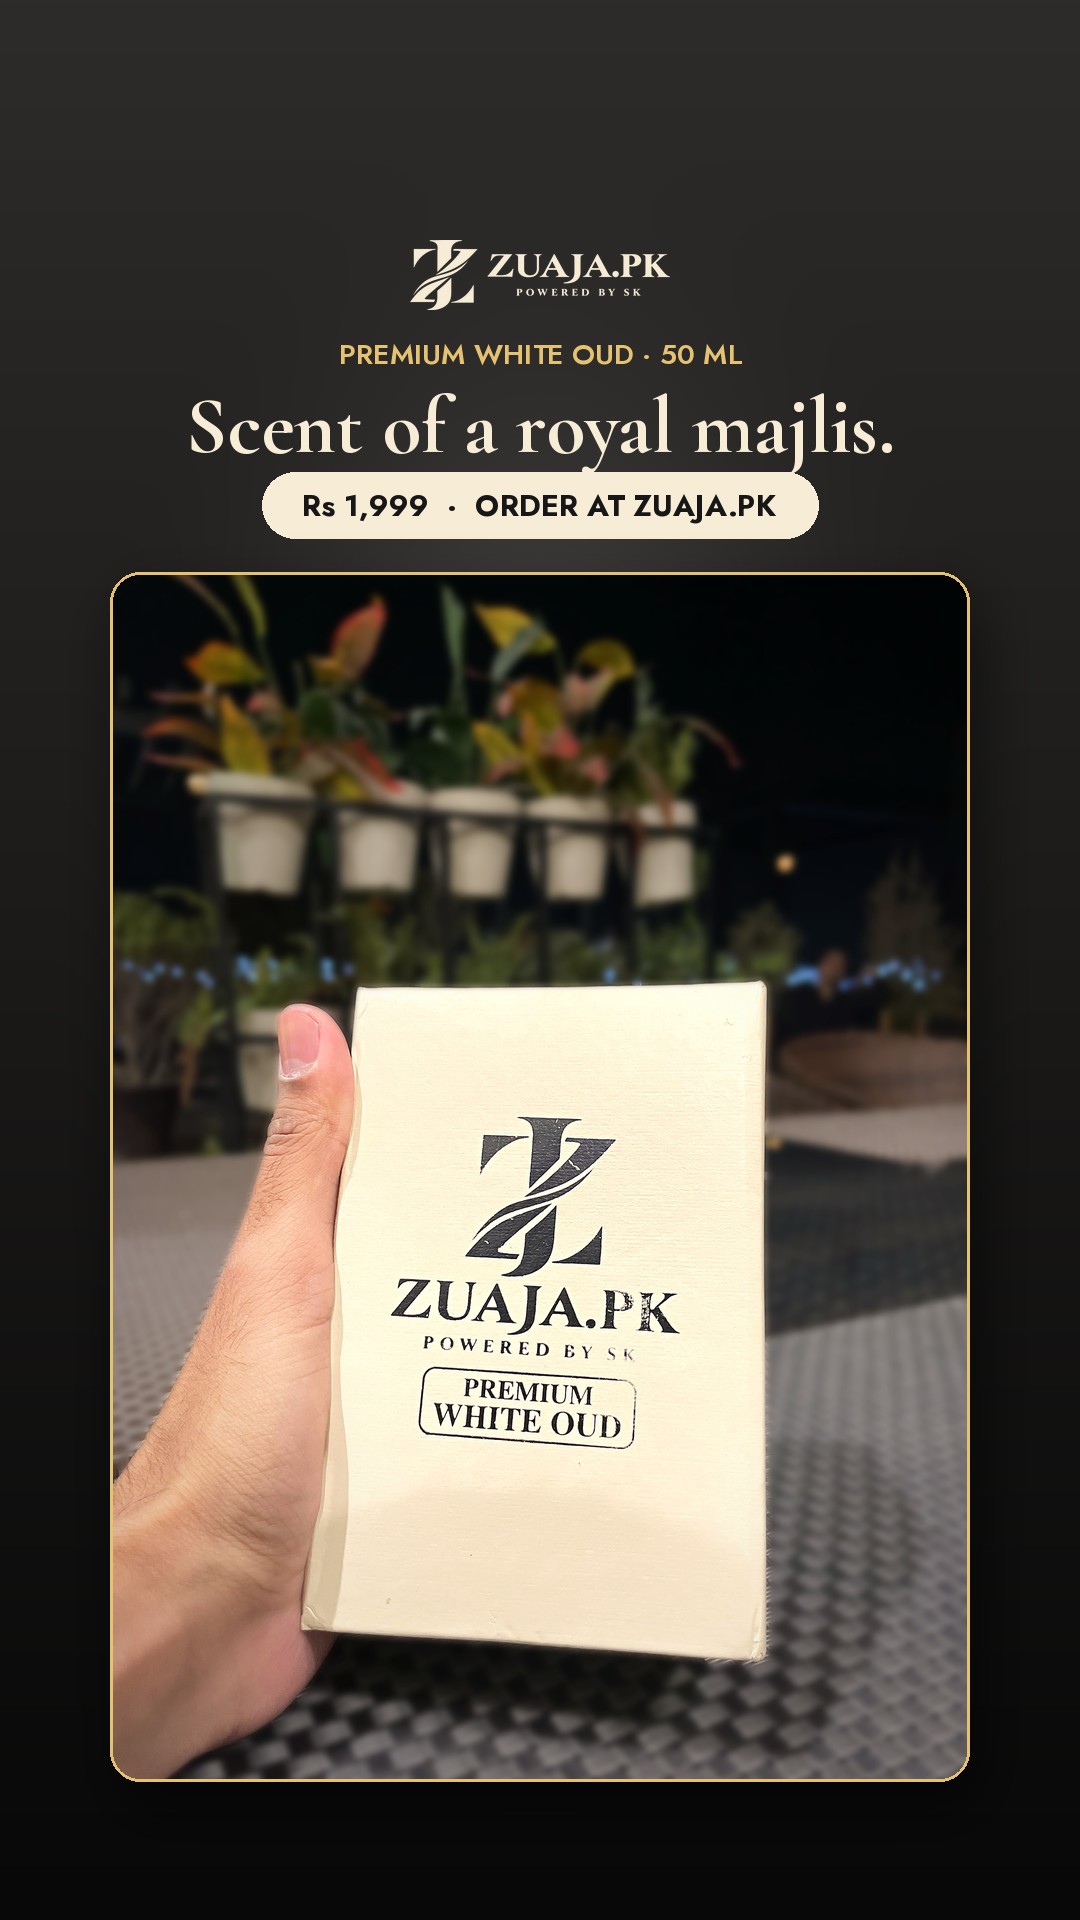 ZUAJA.PK
POWERED BY SK
PREMIUM WHITE OUD · 50 ML
Scent of a royal majlis.
Rs 1,999 · ORDER AT ZUAJA.PK
ZUAJA.PK
POWERED BY SK
PREMIUM
WHITE OUD